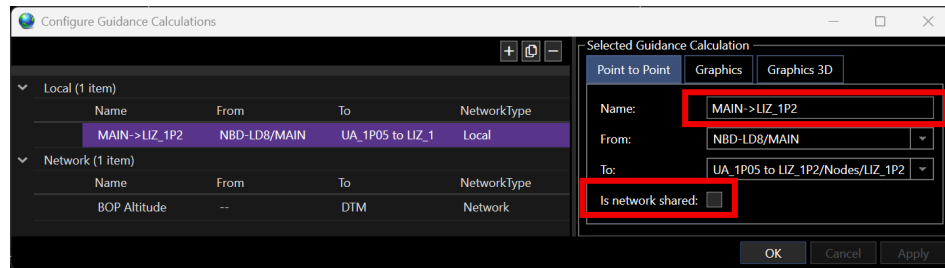 Configure Guidance Calculations
Local (1 item)
Name From To NetworkType
MAIN->LIZ_1P2 NBD-LD8/MAIN UA_1P05 to LIZ_1 Local
Network (1 item)
Name From To NetworkType
BOP Altitude -- DTM Network
Selected Guidance Calculation
Point to Point Graphics Graphics 3D
Name: MAIN->LIZ_1P2
From: NBD-LD8/MAIN
To: UA_1P05 to LIZ_1P2/Nodes/LIZ_1P2
Is network shared:
OK Cancel Apply